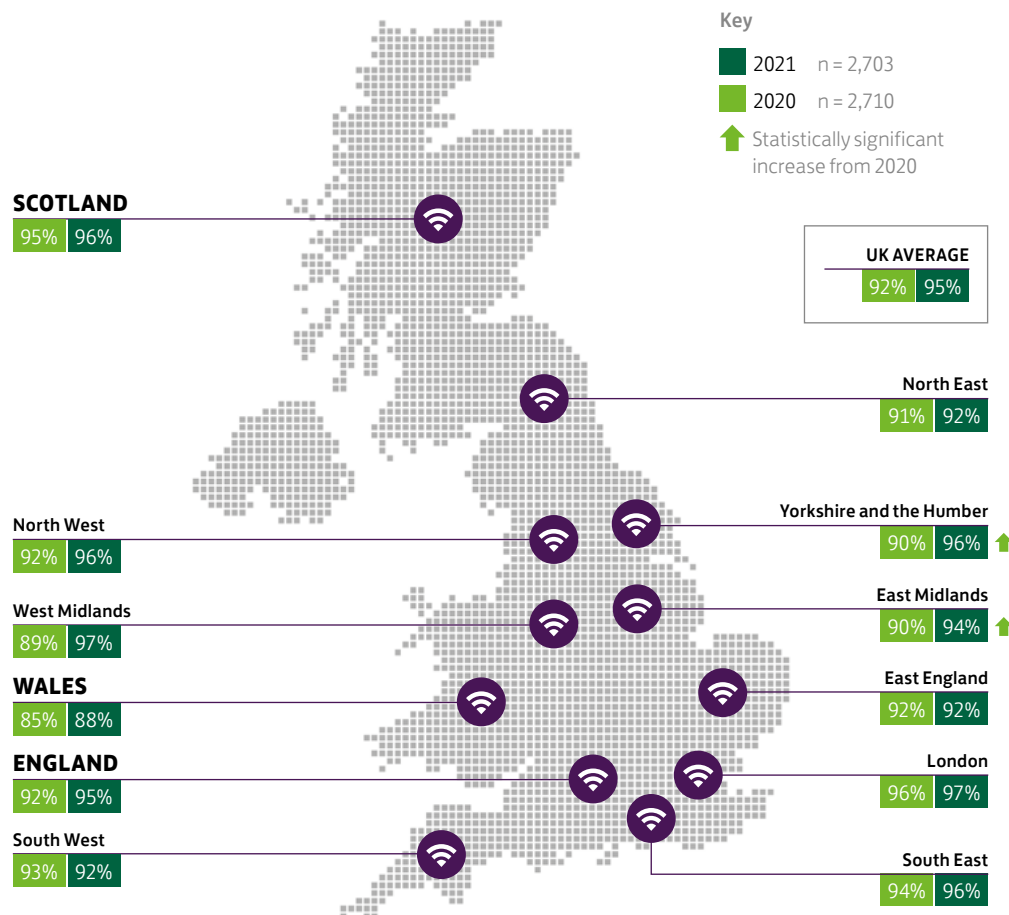 Key
2021 n = 2,703
2020 n = 2,710
Statistically significant
increase from 2020
SCOTLAND
95% 96%
UK AVERAGE
92% 95%
North East
91% 92%
North West
92% 96%
Yorkshire and the Humber
90% 96%
West Midlands
89% 97%
East Midlands
90% 94%
WALES
85% 88%
East England
92% 92%
ENGLAND
92% 95%
London
96% 97%
South West
93% 92%
South East
94% 96%